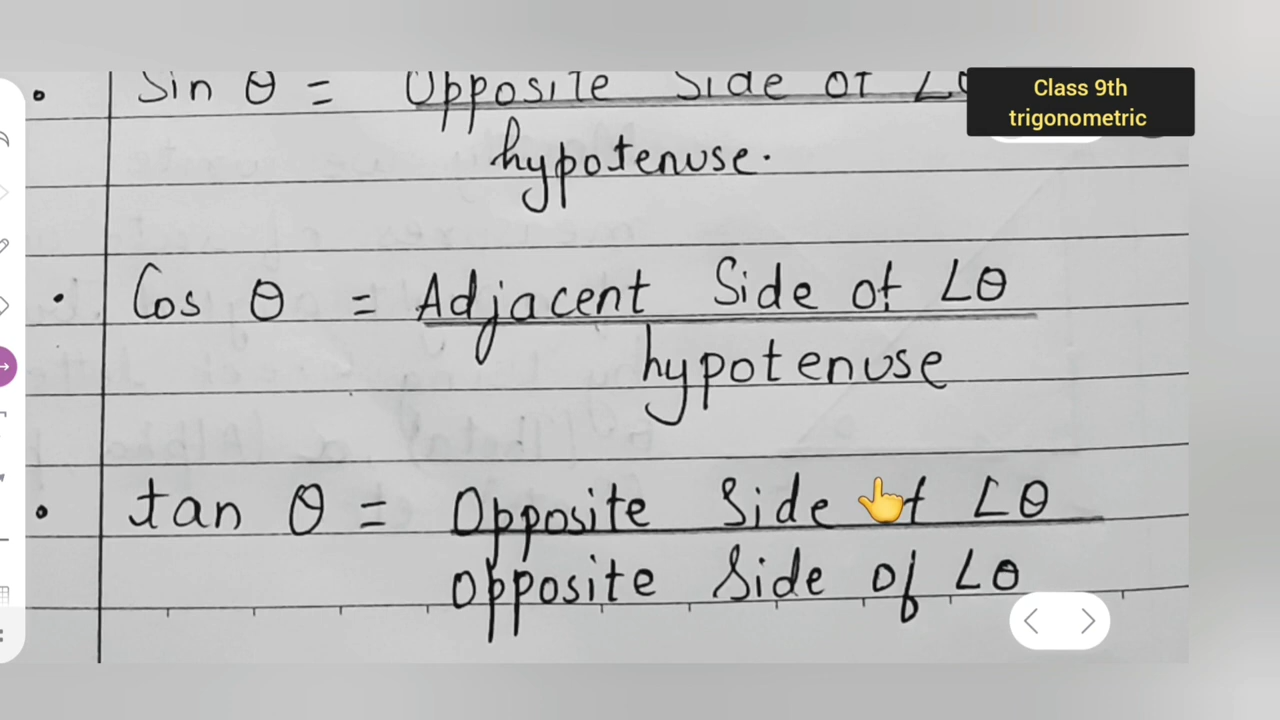 Sin θ = Opposite Side of ∠θ
hypotenuse.
Class 9th
trigonometric
Cos θ = Adjacent Side of ∠θ
hypotenuse
tan θ = Opposite Side of ∠θ
opposite Side of ∠θ